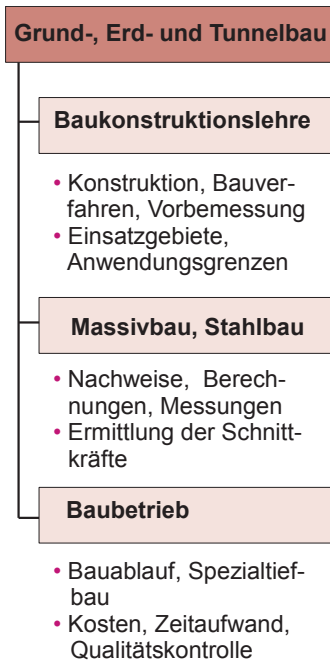 Grund-, Erd- und Tunnelbau
Baukonstruktionslehre
• Konstruktion, Bauver-
fahren, Vorbemessung
• Einsatzgebiete,
Anwendungsgrenzen
Massivbau, Stahlbau
• Nachweise, Berech-
nungen, Messungen
• Ermittlung der Schnitt-
kräfte
Baubetrieb
• Bauablauf, Spezialtief-
bau
• Kosten, Zeitaufwand,
Qualitätskontrolle